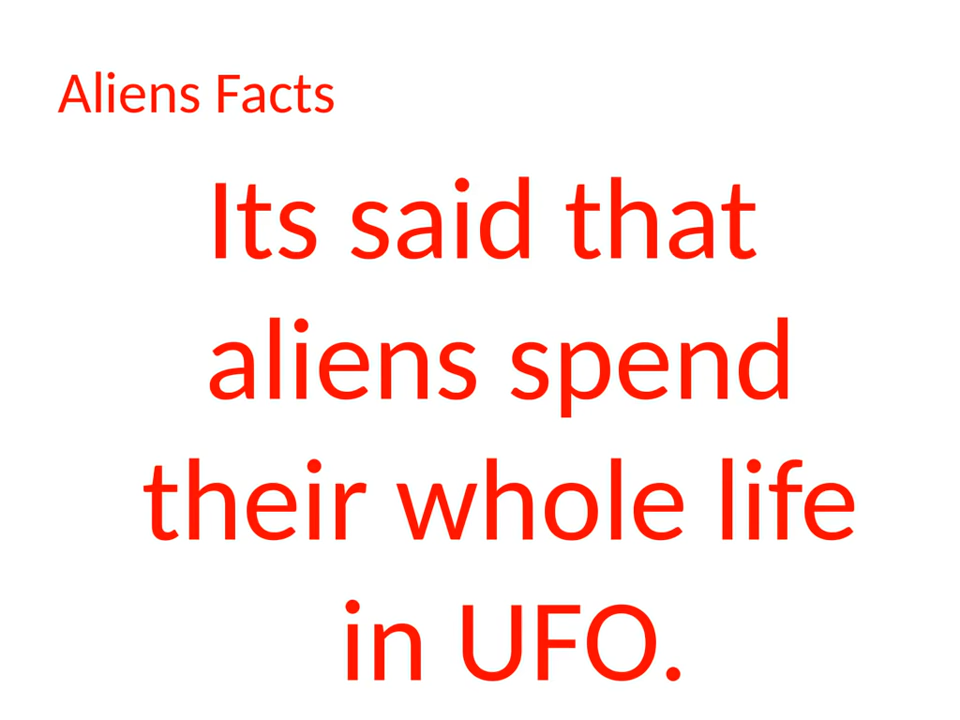 Aliens Facts
Its said that
aliens spend
their whole life
in UFO.